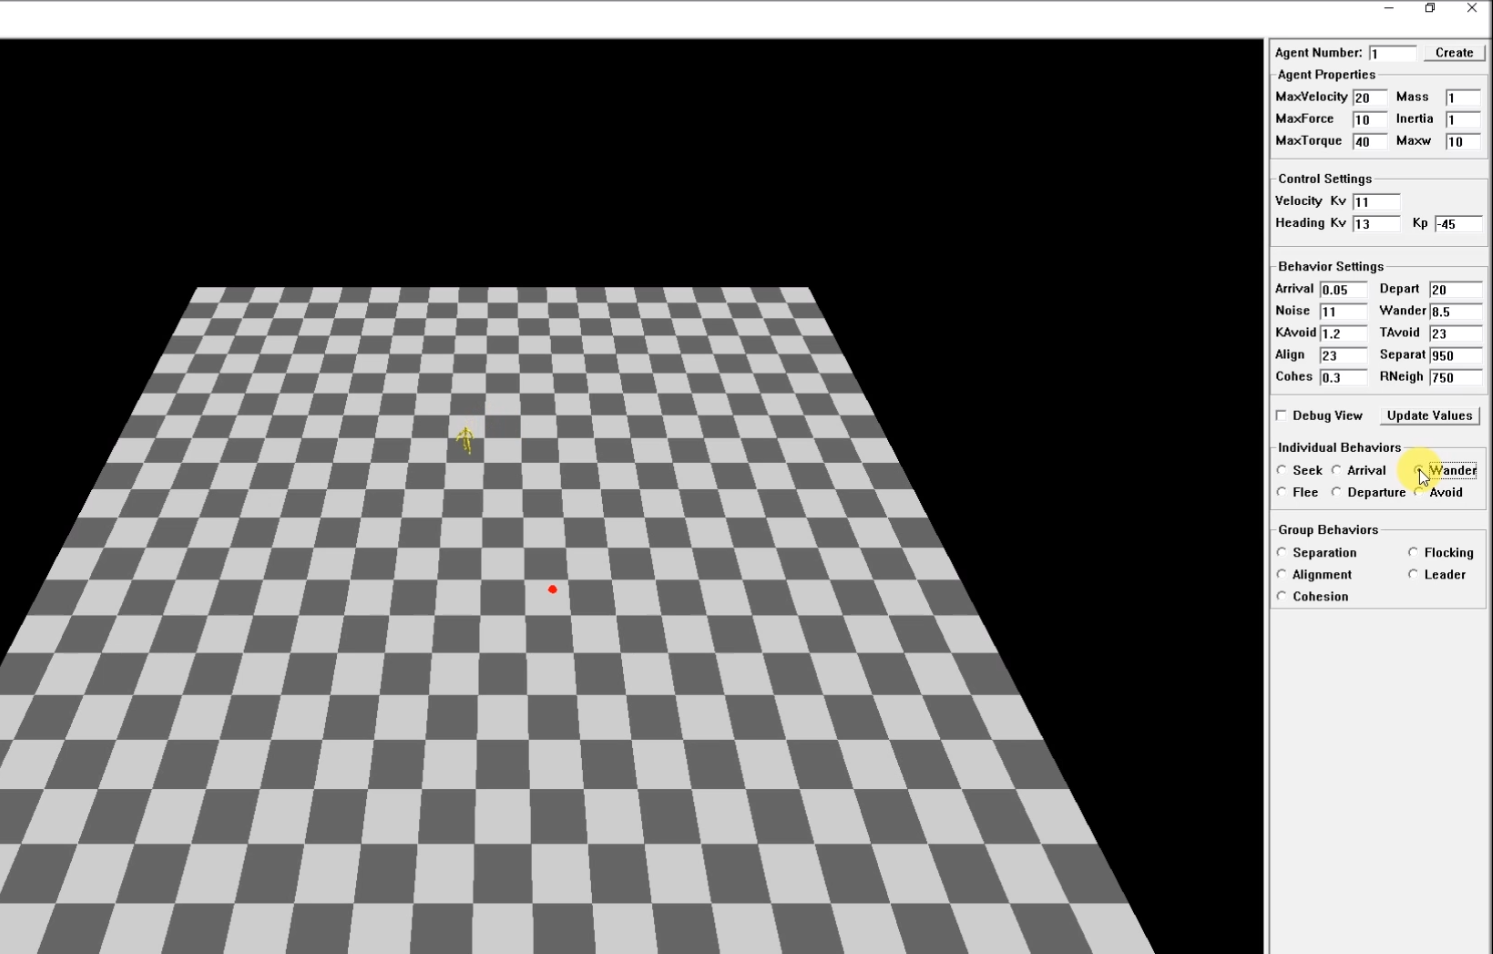 Agent Number: 1 Create
Agent Properties
MaxVelocity 20 Mass 1
MaxForce 10 Inertia 1
MaxTorque 40 Maxw 10
Control Settings
Velocity Kv 11
Heading Kv 13 Kp -45
Behavior Settings
Arrival 0.05 Depart 20
Noise 11 Wander 8.5
KAvoid 1.2 TAvoid 23
Align 23 Separat 950
Cohes 0.3 RNeigh 750
Debug View Update Values
Individual Behaviors
Seek Arrival Wander
Flee Departure Avoid
Group Behaviors
Separation Flocking
Alignment Leader
Cohesion